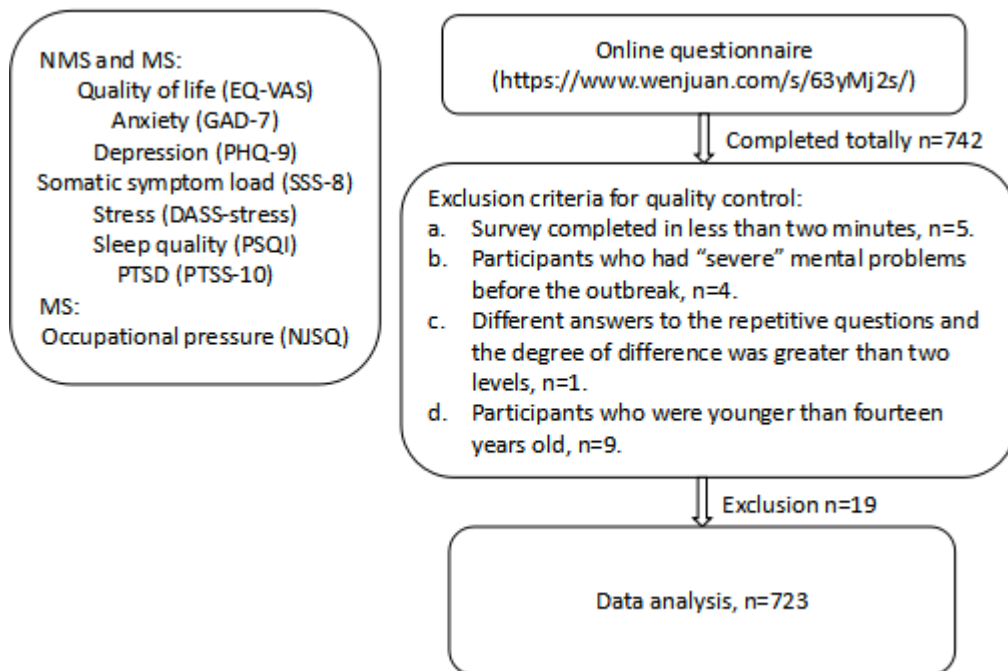 NMS and MS:
Quality of life (EQ-VAS)
Anxiety (GAD-7)
Depression (PHQ-9)
Somatic symptom load (SSS-8)
Stress (DASS-stress)
Sleep quality (PSQI)
PTSD (PTSS-10)
MS:
Occupational pressure (NJSQ)
Online questionnaire
(https://www.wenjuan.com/s/63yMj2s/)
Completed totally n=742
Exclusion criteria for quality control:
a. Survey completed in less than two minutes, n=5.
b. Participants who had “severe” mental problems
before the outbreak, n=4.
c. Different answers to the repetitive questions and
the degree of difference was greater than two
levels, n=1.
d. Participants who were younger than fourteen
years old, n=9.
Exclusion n=19
Data analysis, n=723